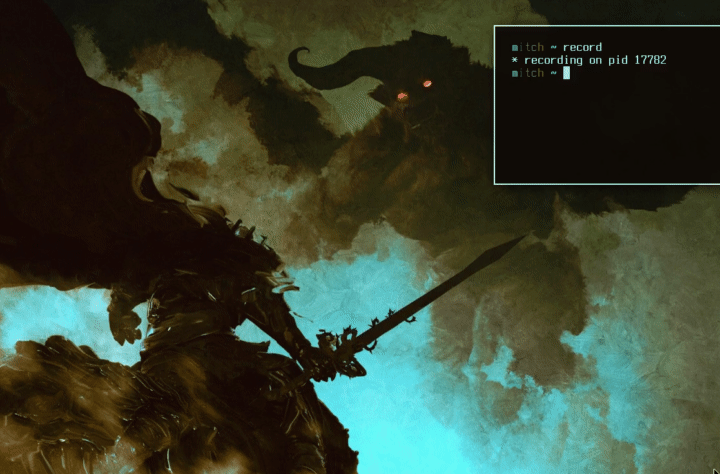 mitch ~ record
* recording on pid 17782
mitch ~